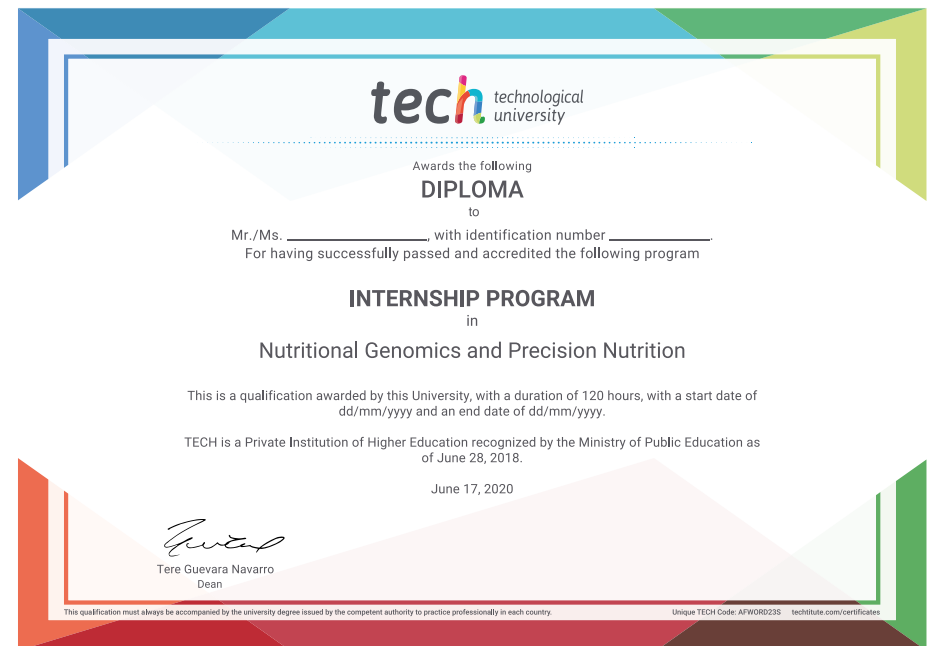 tech technological
university
Awards the following
DIPLOMA
to
Mr./Ms. ____________________, with identification number ______________.
For having successfully passed and accredited the following program
INTERNSHIP PROGRAM
in
Nutritional Genomics and Precision Nutrition
This is a qualification awarded by this University, with a duration of 120 hours, with a start date of
dd/mm/yyyy and an end date of dd/mm/yyyy.
TECH is a Private Institution of Higher Education recognized by the Ministry of Public Education as
of June 28, 2018.
June 17, 2020
Tere Guevara Navarro
Dean
This qualification must always be accompanied by the university degree issued by the competent authority to practice professionally in each country.
Unique TECH Code: AFWORD23S techtitute.com/certificates